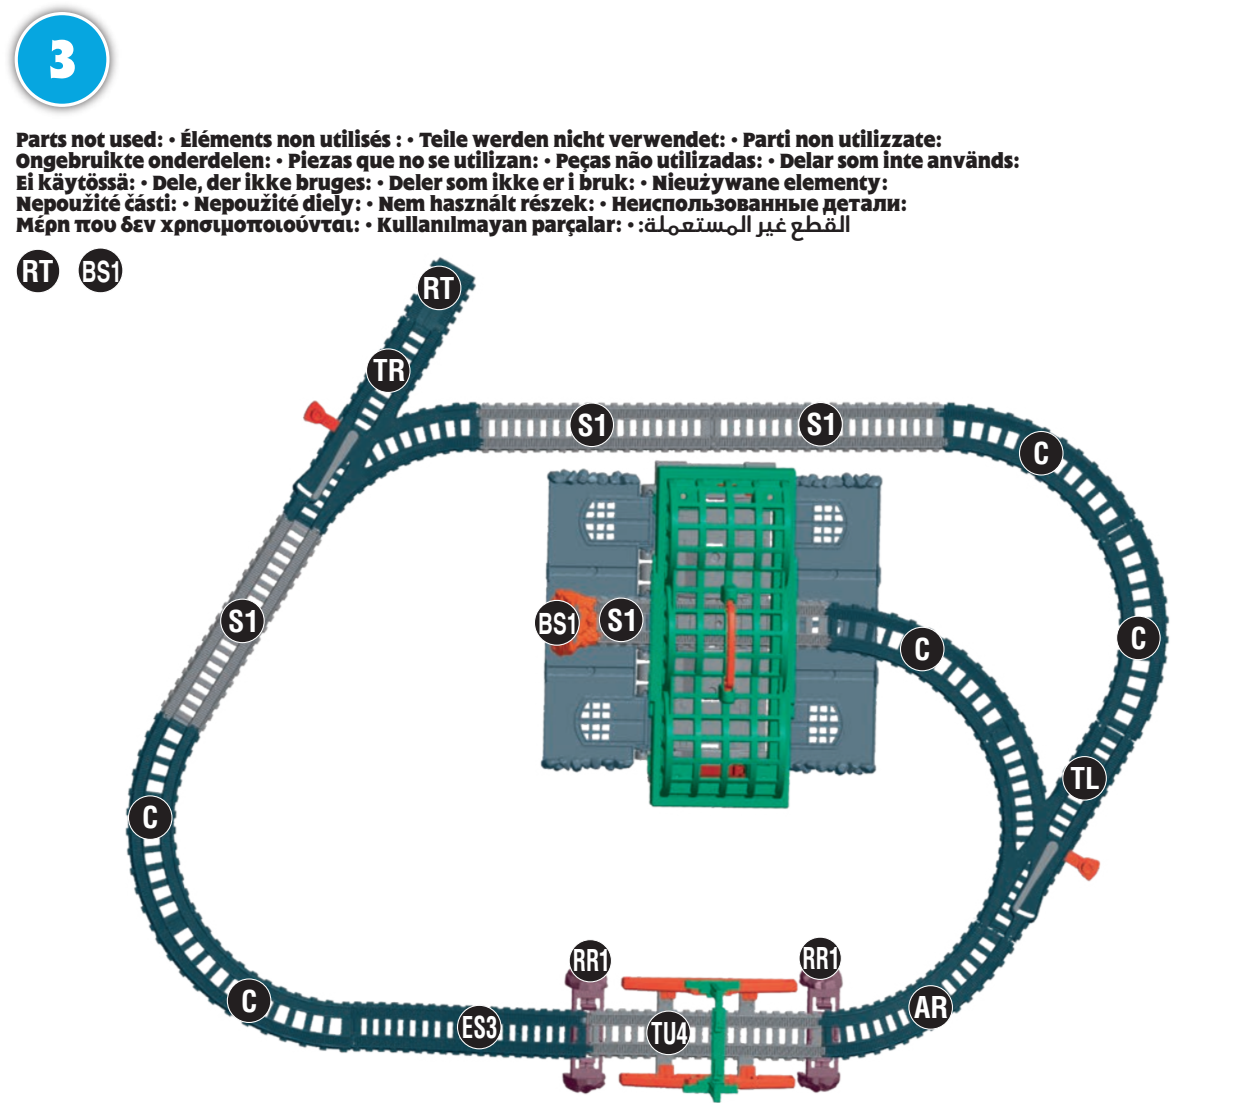 3
Parts not used: • Éléments non utilisés : • Teile werden nicht verwendet: • Parti non utilizzate:
Ongebruikte onderdelen: • Piezas que no se utilizan: • Peças não utilizadas: • Delar som inte används:
Ei käytössä: • Dele, der ikke bruges: • Deler som ikke er i bruk: • Nieużywane elementy:
Nepoužité části: • Nepoužité diely: • Nem használt részek: • Неиспользованные детали:
Μέρη που δεν χρησιμοποιούνται: • Kullanılmayan parçalar: • القطع غير المستعملة:
RT BS1
RT
TR
S1 S1
C
BS1 S1
S1
C
C
TL
C
C
RR1 RR1
AR
ES3
TU4